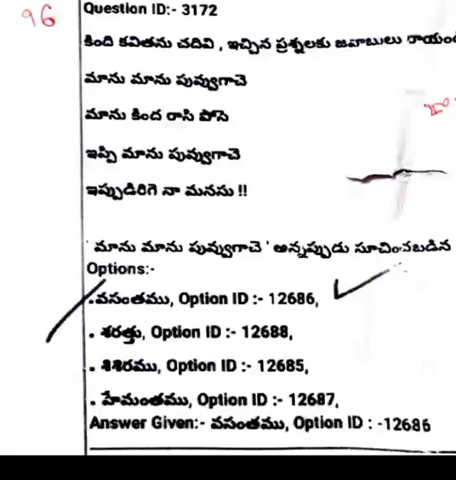 96
Question ID:- 3172
కింది కవితను చదివి , ఇచ్చిన ప్రశ్నలకు జవాబులు రాయండి
మాను మాను పువ్వుగాచె
మాను కింద రాసి పోసె
ఇప్ప మాను పువ్వుగాచె
ఇప్పుడిరిగె నా మనసు !!
' మాను మాను పువ్వుగాచె ' అన్నప్పుడు సూచించబడిన
Options:-
.వసంతము, Option ID :- 12686,
. శరత్తు, Option ID :- 12688,
. శిశిరము, Option ID :- 12685,
. హేమంతము, Option ID :- 12687,
Answer Given:- వసంతము, Option ID : -12686